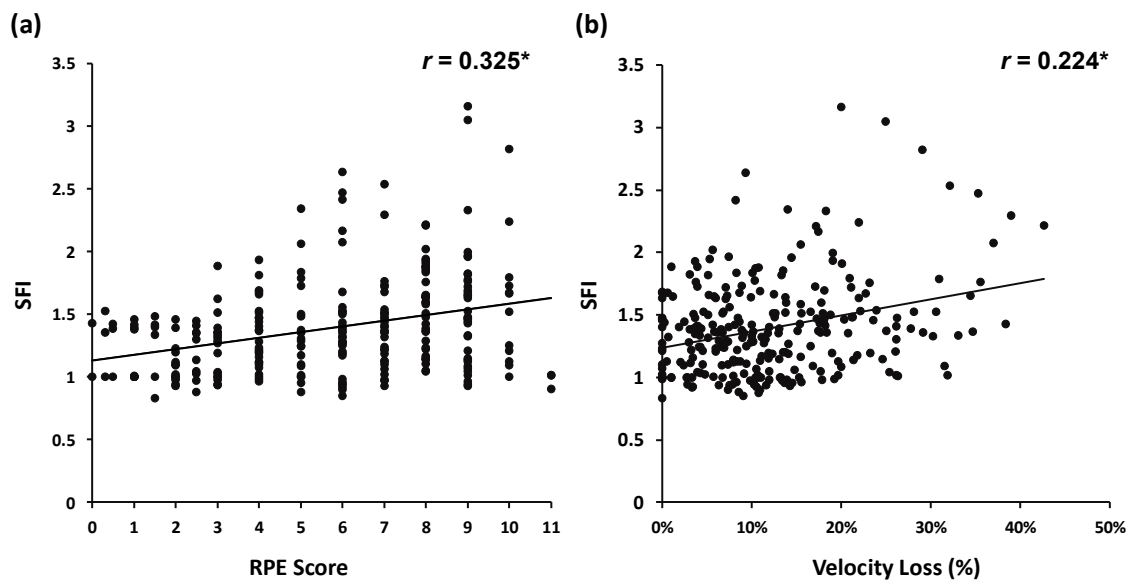 (a)
r = 0.325*
3.5
3
2.5
2
1.5
1
0.5
0
SFI
0 1 2 3 4 5 6 7 8 9 10 11
RPE Score
(b)
r = 0.224*
3.5
3
2.5
2
1.5
1
0.5
0
SFI
0% 10% 20% 30% 40% 50%
Velocity Loss (%)